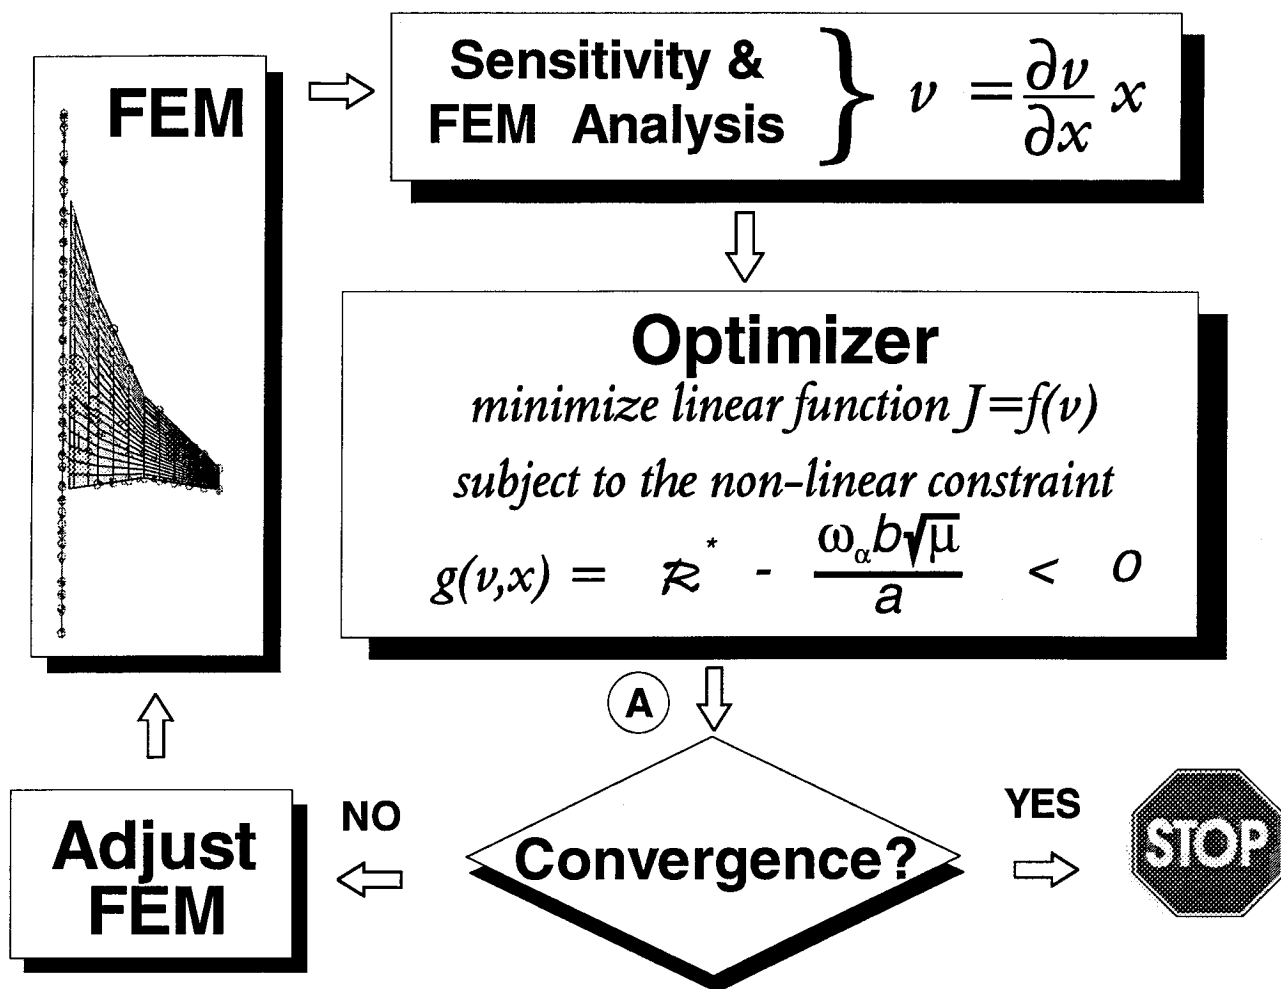 FEM
Sensitivity &
FEM Analysis } ν = ∂ν/∂x x
Optimizer
minimize linear function J=f(ν)
subject to the non-linear constraint
g(ν,x) = ℛ* - ω_α b√μ / a < 0
A
Convergence?
NO
YES
STOP
Adjust
FEM